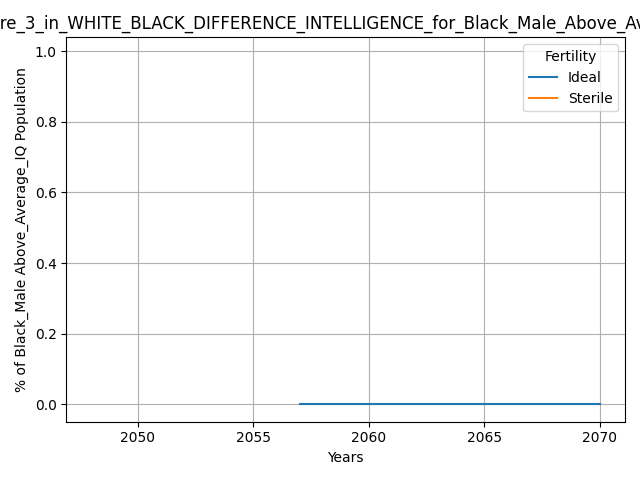 re_3_in_WHITE_BLACK_DIFFERENCE_INTELLIGENCE_for_Black_Male_Above_Av
% of Black_Male Above_Average_IQ Population
1.0
0.8
0.6
0.4
0.2
0.0
Fertility
Ideal
Sterile
2050 2055 2060 2065 2070
Years